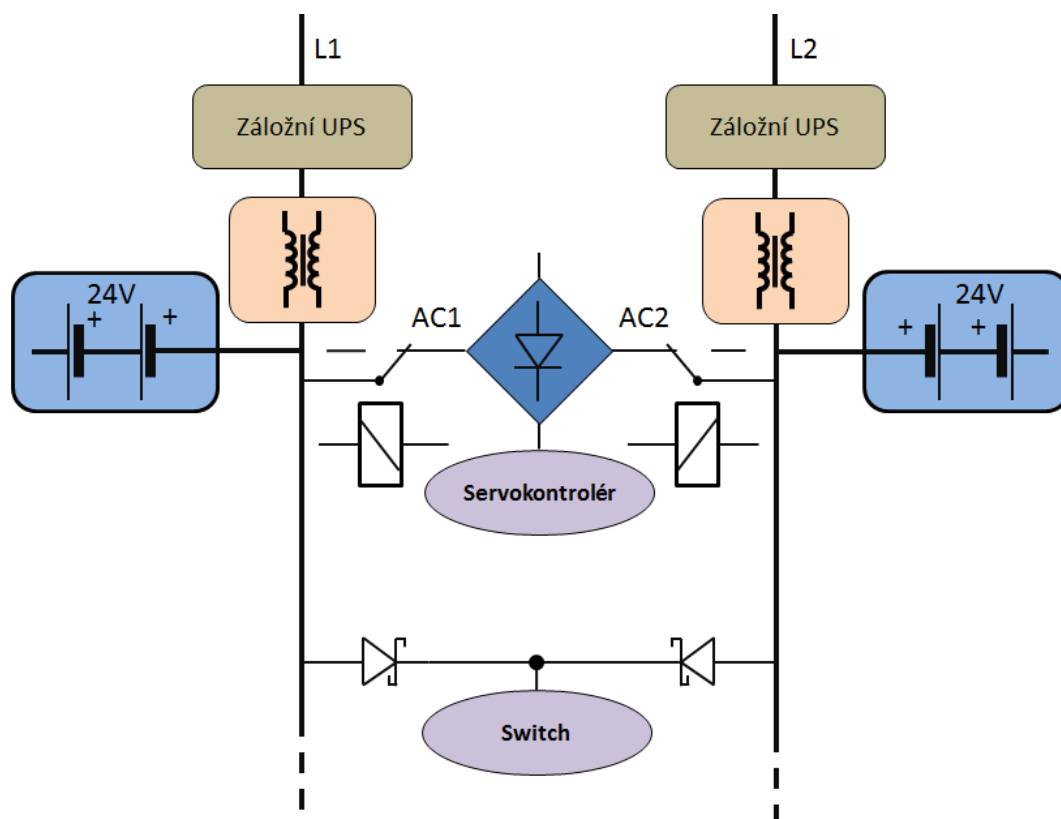 L1
L2
Záložní UPS
Záložní UPS
24V
+
+
AC1
AC2
24V
+
+
Servokontrolér
Switch